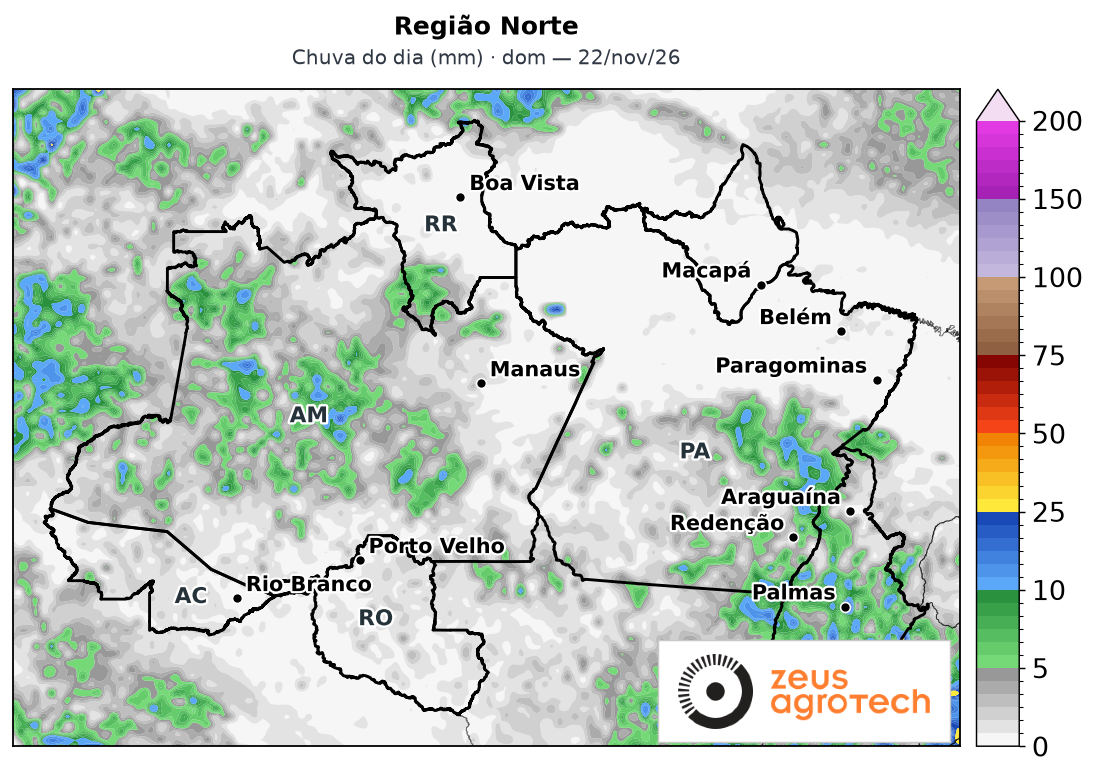 Região Norte
Chuva do dia (mm) · dom — 22/nov/26
Boa Vista
RR
Macapá
Belém
Paragominas
Manaus
AM
PA
Araguaína
Redenção
Porto Velho
Rio Branco
AC
RO
Palmas
zeus
agrotech
200
150
100
75
50
25
10
5
0